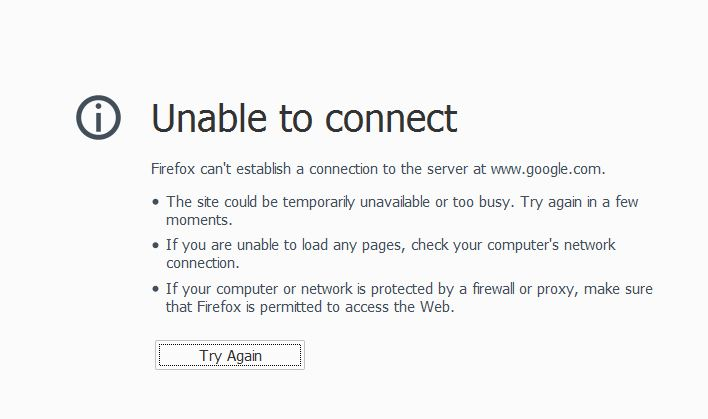 Unable to connect
Firefox can't establish a connection to the server at www.google.com.
• The site could be temporarily unavailable or too busy. Try again in a few
moments.
• If you are unable to load any pages, check your computer's network
connection.
• If your computer or network is protected by a firewall or proxy, make sure
that Firefox is permitted to access the Web.
Try Again